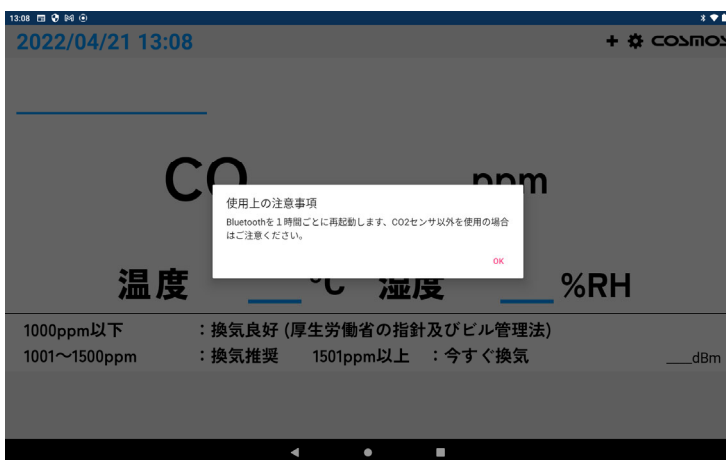 13:08
2022/04/21 13:08
COSMOS
CO
ppm
使用上の注意事項
Bluetoothを１時間ごとに再起動します、CO2センサ以外を使用の場合
はご注意ください。
OK
温度 ___°C 湿度 ___%RH
1000ppm以下 ：換気良好 (厚生労働省の指針及びビル管理法)
1001～1500ppm ：換気推奨 1501ppm以上 ：今すぐ換気
___dBm